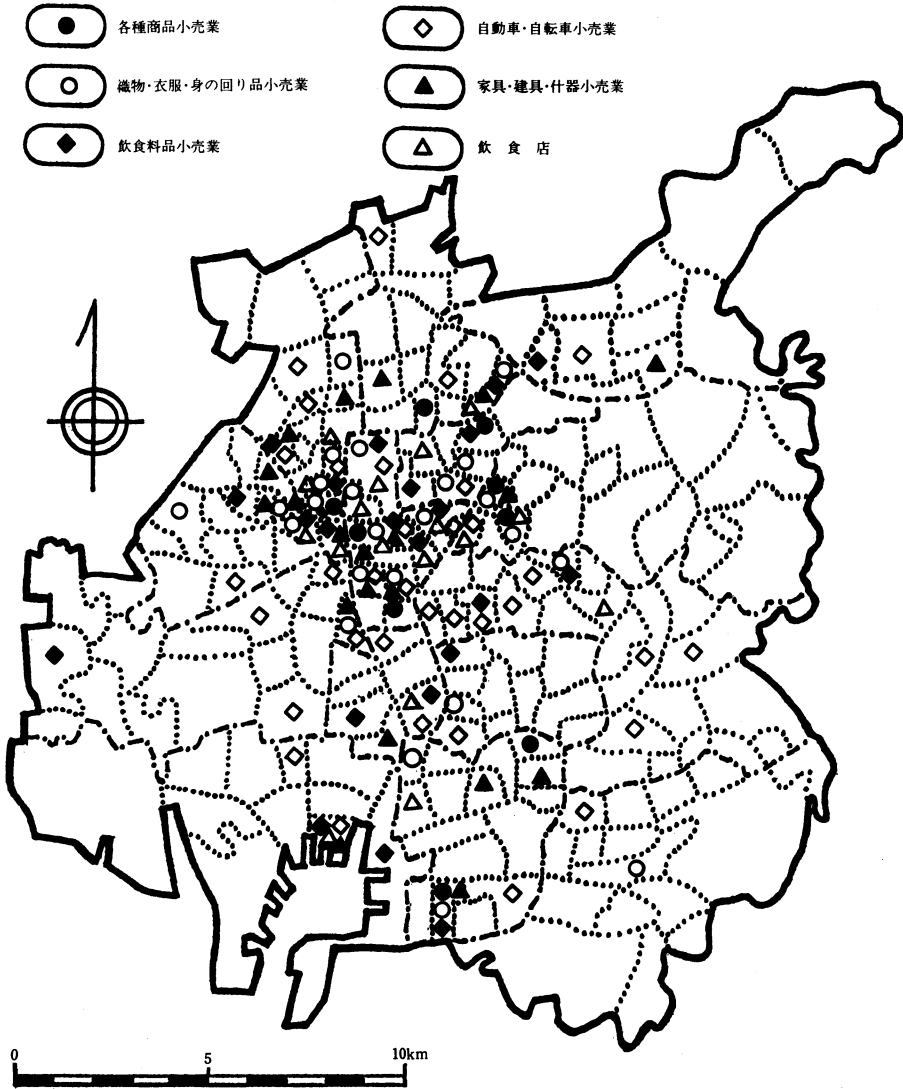 各種商品小売業
織物・衣服・身の回り品小売業
飲食料品小売業
自動車・自転車小売業
家具・建具・什器小売業
飲食店
0 5 10km